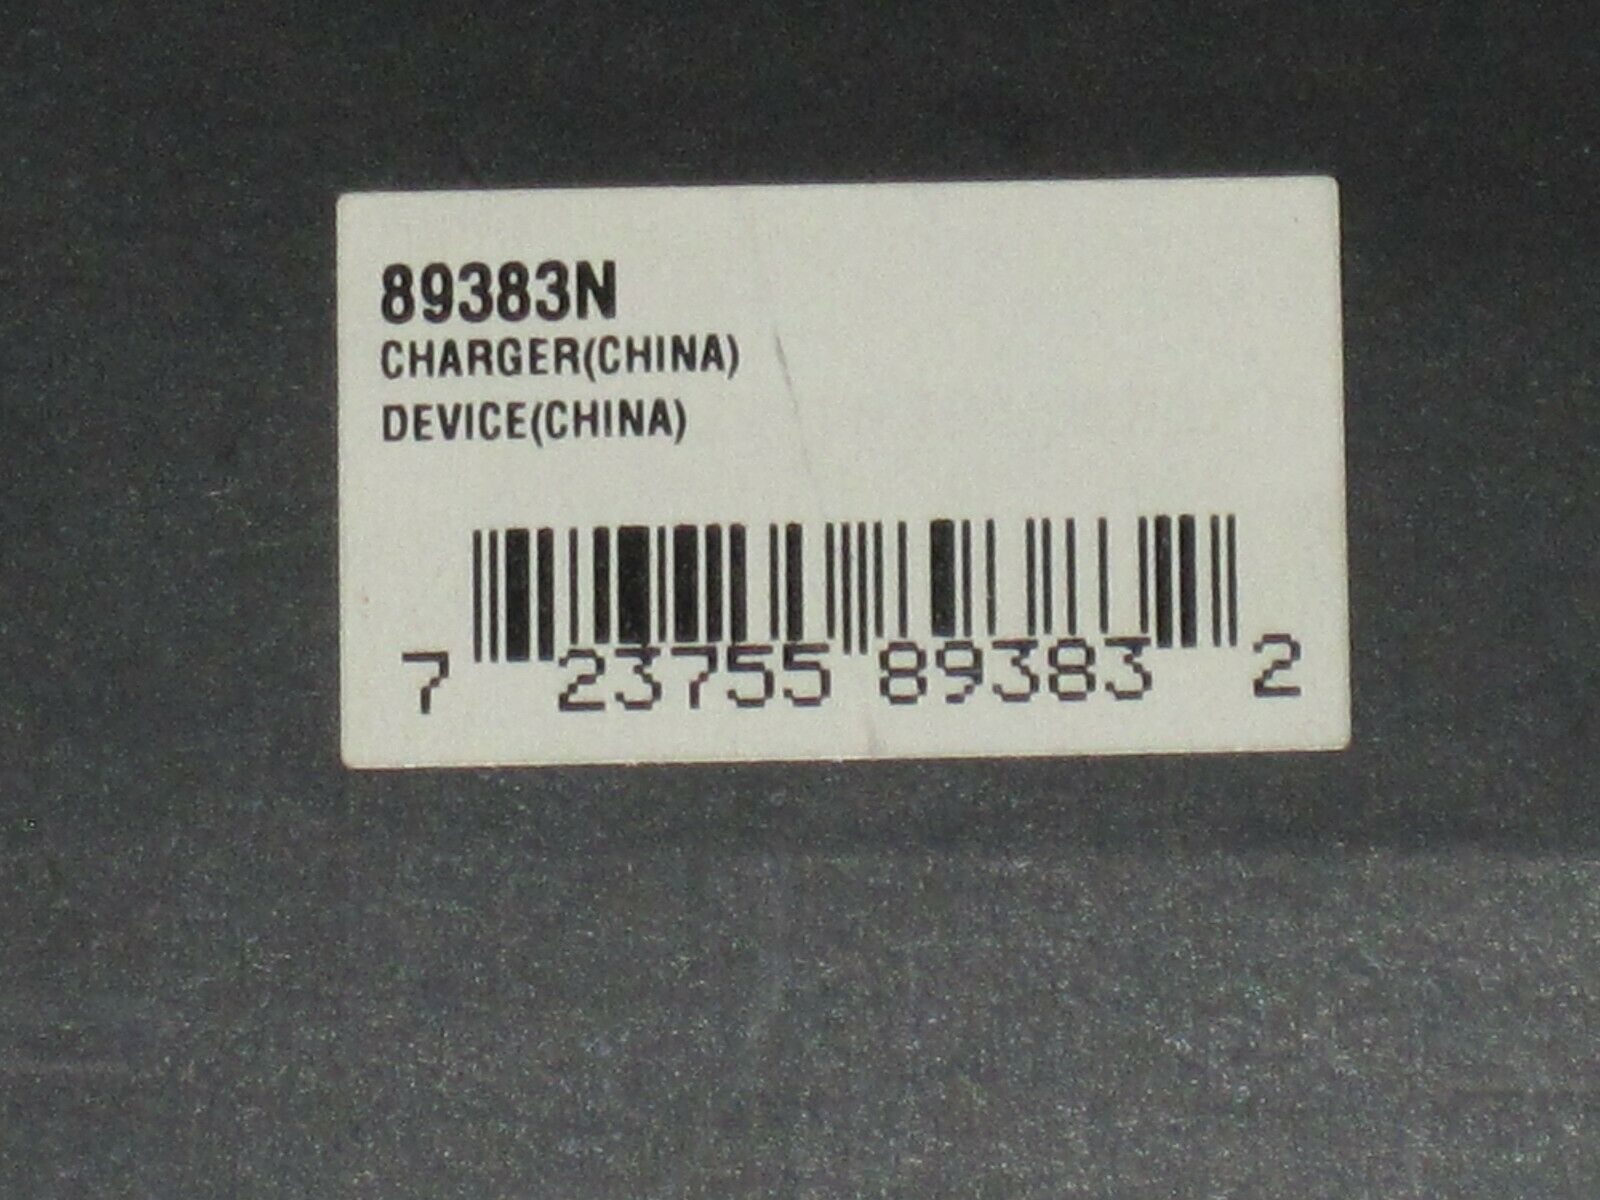 89383N
CHARGER(CHINA)
DEVICE(CHINA)
7 23755 89383 2